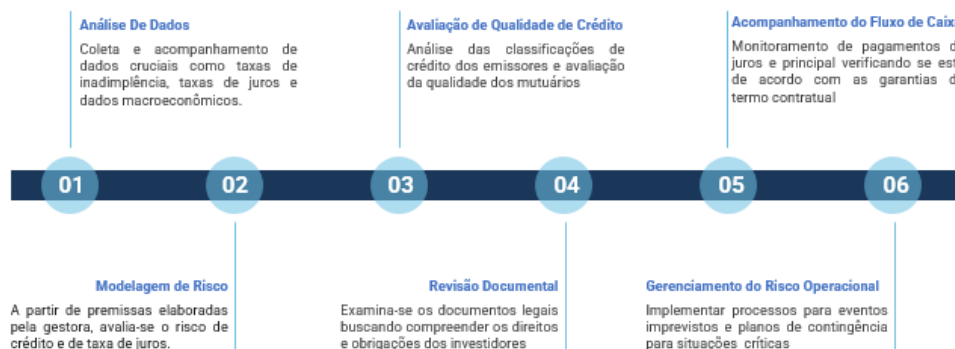 Análise De Dados
Coleta e acompanhamento de
dados cruciais como taxas de
inadimplência, taxas de juros e
dados macroeconômicos.
Avaliação de Qualidade de Crédito
Análise das classificações de
crédito dos emissores e avaliação
da qualidade dos mutuários
Acompanhamento do Fluxo de
Monitoramento de pagamentos
juros e principal verificando se
de acordo com as garantias
termo contratual
01
02
03
04
05
06
Modelagem de Risco
A partir de premissas elaboradas
pela gestora, avalia-se o risco de
crédito e de taxa de juros.
Revisão Documental
Examina-se os documentos legais
buscando compreender os direitos
e obrigações dos investidores
Gerenciamento do Risco Operacional
Implementar processos para eventos
imprevistos e planos de contingência
para situações críticas